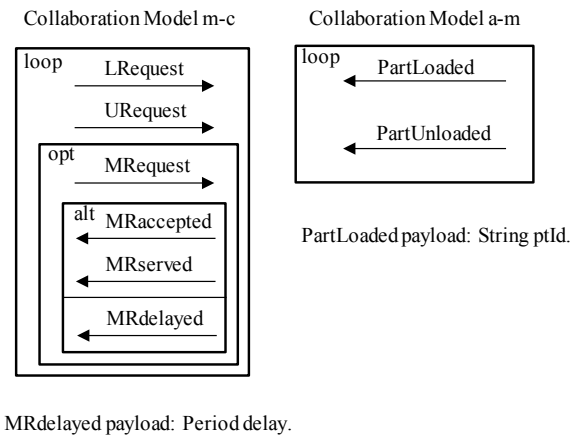 Collaboration Model m-c
loop
LRequest
URequest
opt
MRequest
alt
MRaccepted
MRserved
MRdelayed
MRdelayed payload: Period delay.
Collaboration Model a-m
loop
PartLoaded
PartUnloaded
PartLoaded payload: String ptId.